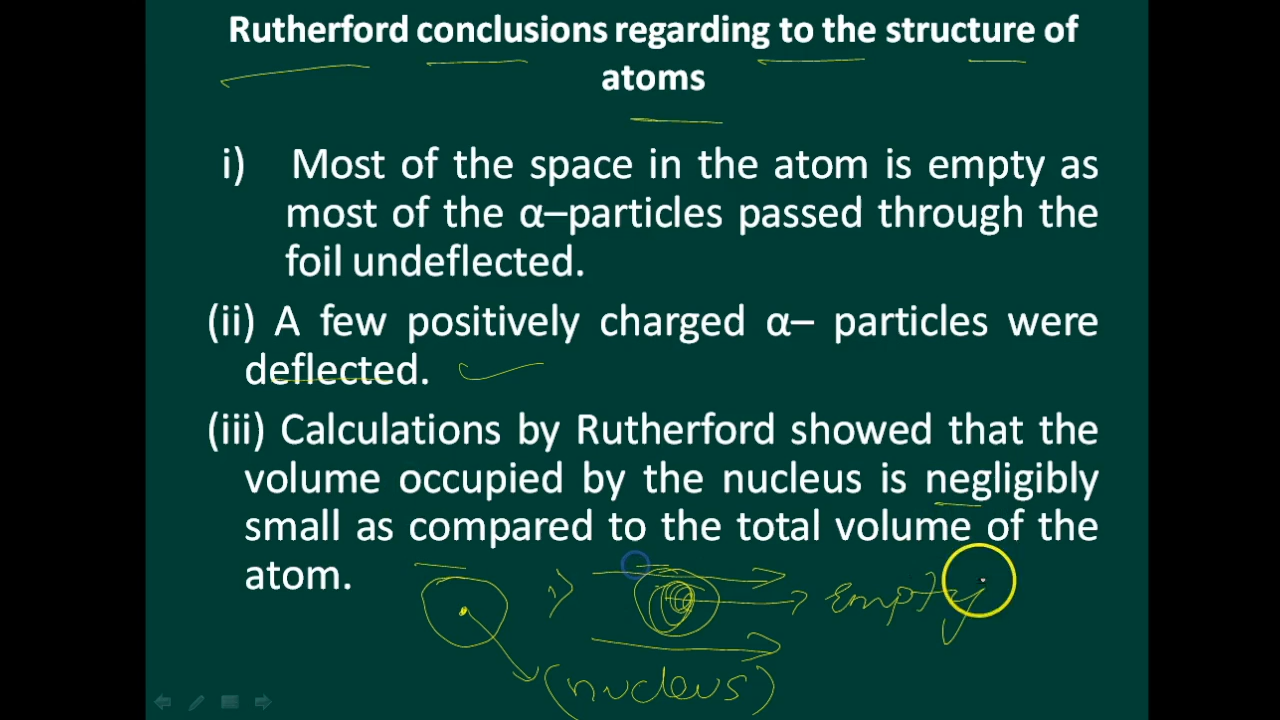 Rutherford conclusions regarding to the structure of
atoms
i) Most of the space in the atom is empty as
most of the α–particles passed through the
foil undeflected.
(ii) A few positively charged α– particles were
deflected.
(iii) Calculations by Rutherford showed that the
volume occupied by the nucleus is negligibly
small as compared to the total volume of the
atom.
1) empty
(nucleus)